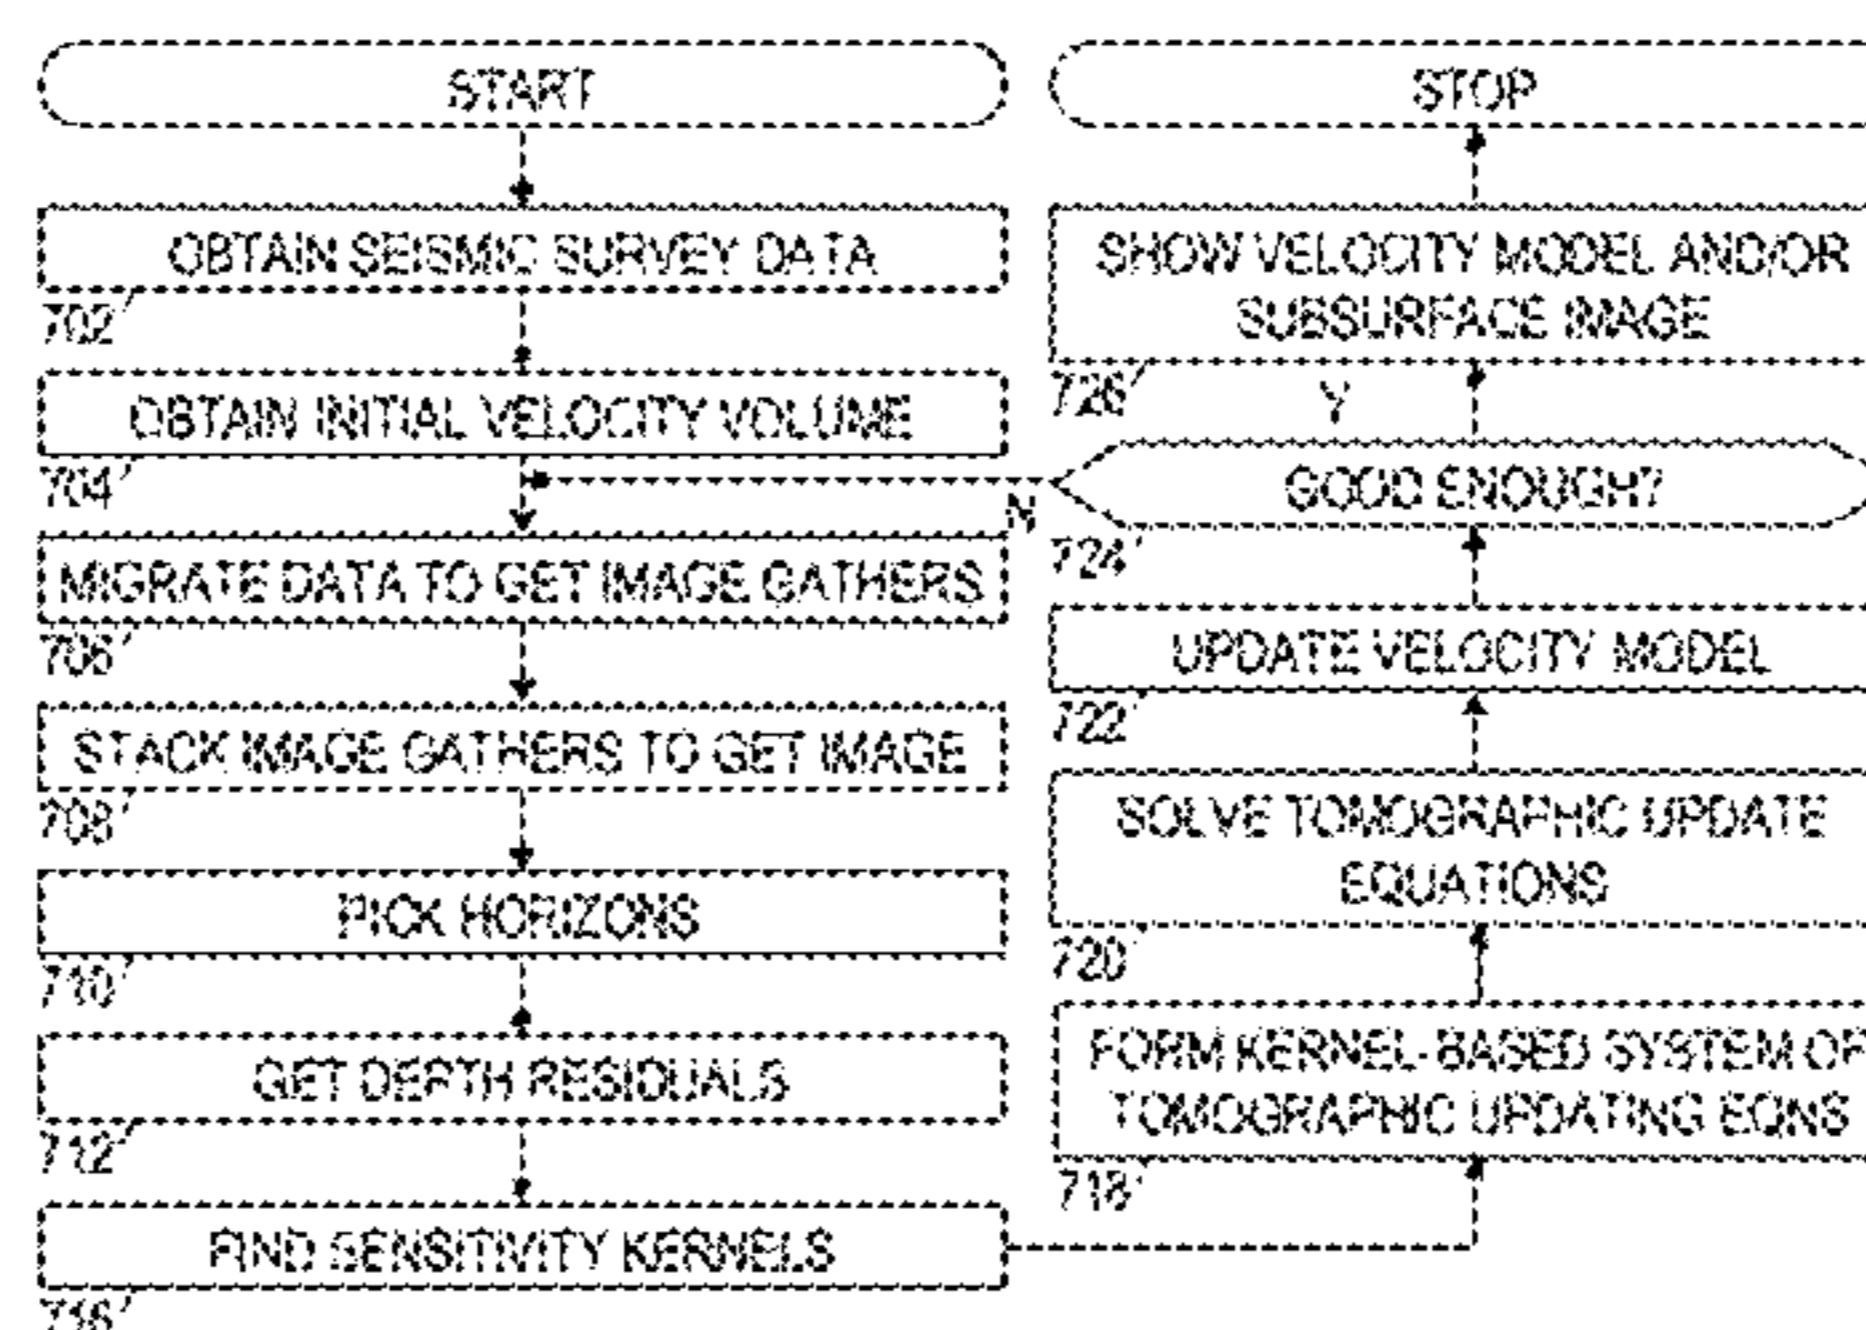 START
OBTAIN SEISMIC SURVEY DATA
702
OBTAIN INITIAL VELOCITY VOLUME
704
MIGRATE DATA TO GET IMAGE GATHERS
706
STACK IMAGE GATHERS TO GET IMAGE
708
PICK HORIZONS
710
GET DEPTH RESIDUALS
712
FIND SENSITIVITY KERNELS
716
STOP
SHOW VELOCITY MODEL AND/OR
SUBSURFACE IMAGE
726
Y
GOOD ENOUGH?
N
724
UPDATE VELOCITY MODEL
722
SOLVE TOMOGRAPHIC UPDATE
EQUATIONS
720
FORM KERNEL-BASED SYSTEM OF
TOMOGRAPHIC UPDATING EQNS
718